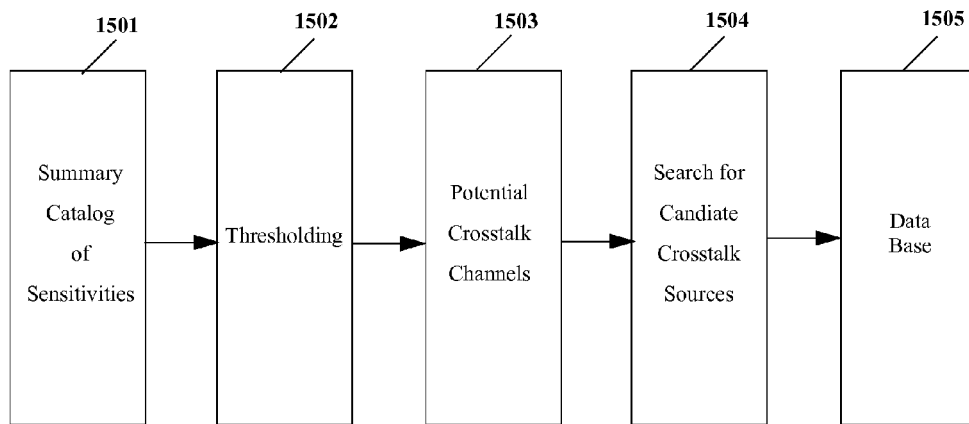 1501
1502
1503
1504
1505
Summary
Catalog
of
Sensitivities
Thresholding
Potential
Crosstalk
Channels
Search for
Candiate
Crosstalk
Sources
Data
Base